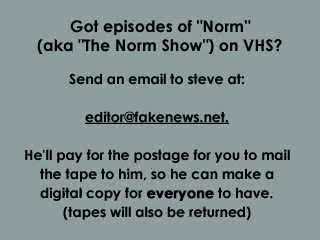 Got episodes of "Norm"
(aka "The Norm Show") on VHS?
Send an email to steve at:
editor@fakenews.net.
He'll pay for the postage for you to mail
the tape to him, so he can make a
digital copy for everyone to have.
(tapes will also be returned)